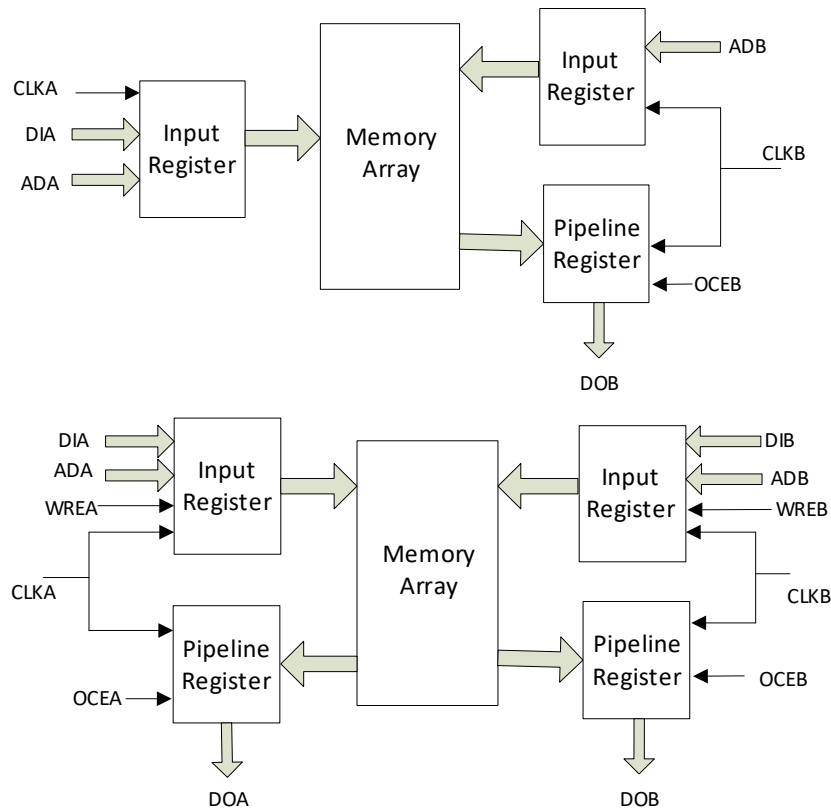 ADB
Input
Register
CLKA
DIA
ADA
Input
Register
Memory
Array
CLKB
Pipeline
Register
OCEB
DOB
DIA
ADA
WREA
CLKA
Input
Register
Memory
Array
Input
Register
DIB
ADB
WREB
CLKB
Pipeline
Register
OCEA
DOA
Pipeline
Register
OCEB
DOB